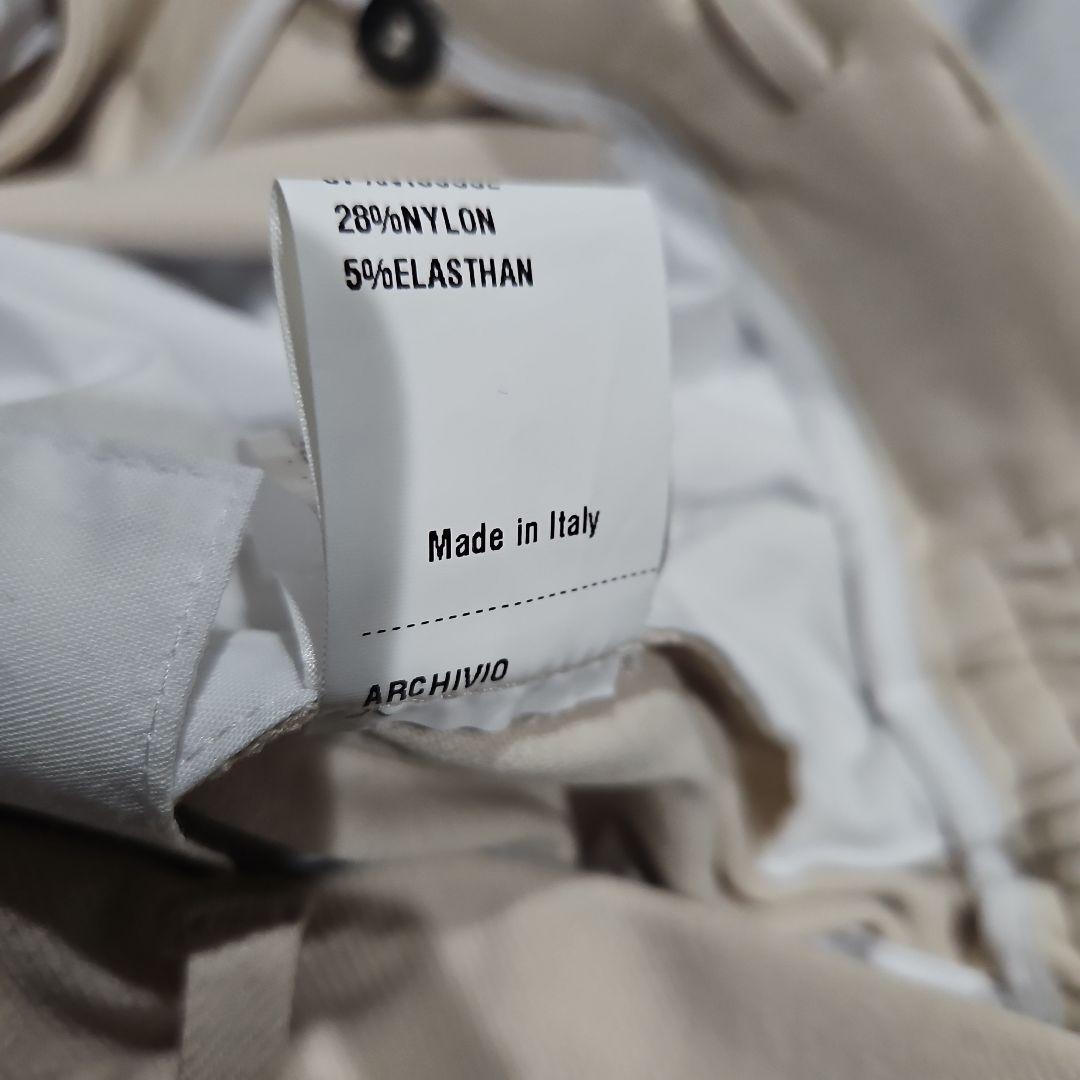 28%NYLON
5%ELASTHAN
Made in Italy
ARCHIVIO